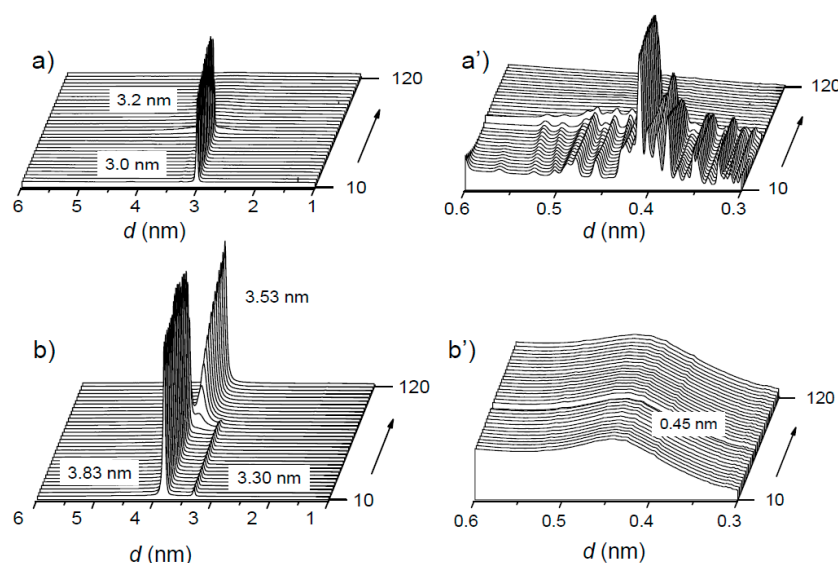 a)
3.2 nm
3.0 nm
120
10
6 5 4 3 2 1
d (nm)
a')
120
10
0.6 0.5 0.4 0.3
d (nm)
b)
3.53 nm
3.83 nm
3.30 nm
120
10
6 5 4 3 2 1
d (nm)
b')
0.45 nm
120
10
0.6 0.5 0.4 0.3
d (nm)